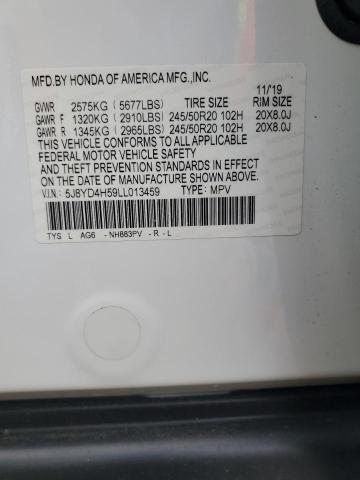 MFD.BY HONDA OF AMERICA MFG.,INC.
11/19
GVWR 2575KG (5677LBS) TIRE SIZE RIM SIZE
GAWR F 1320KG (2910LBS) 245/50R20 102H 20X8.0J
GAWR R 1345KG (2965LBS) 245/50R20 102H 20X8.0J
THIS VEHICLE CONFORMS TO ALL APPLICABLE
FEDERAL MOTOR VEHICLE SAFETY
AND THEFT PREVENTION STANDARDS IN EFFECT ON
THE DATE OF MANUFACTURE SHOWN ABOVE.
V.I.N: 5J8YD4H59LL013459 TYPE: MPV
TYS L AG6 -NH883PV -R-L